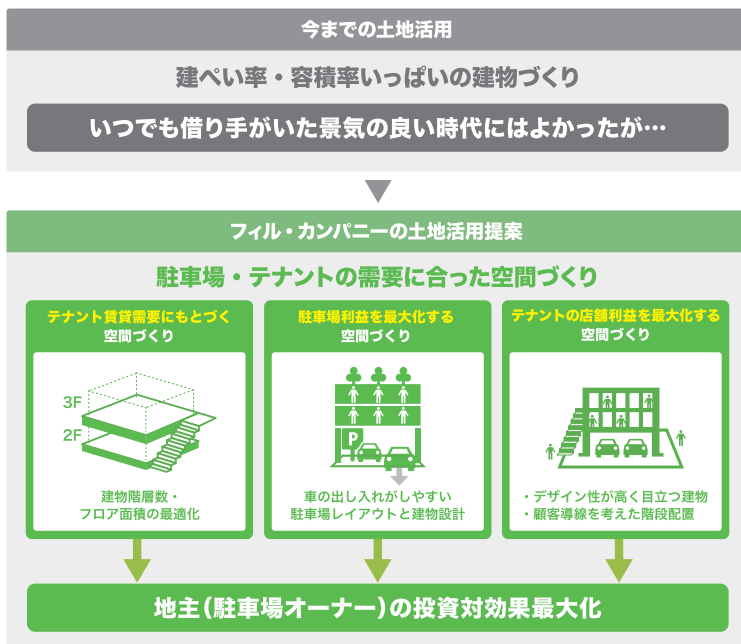 今までの土地活用
建ぺい率・容積率いっぱいの建物づくり
いつでも借り手がいた景気の良い時代にはよかったが…
フィル・カンパニーの土地活用提案
駐車場・テナントの需要に合った空間づくり
テナント賃貸需要にもとづく
空間づくり
3F
2F
建物階層数・
フロア面積の最適化
駐車場利益を最大化する
空間づくり
P
車の出し入れがしやすい
駐車場レイアウトと建物設計
テナントの店舗利益を最大化する
空間づくり
・デザイン性が高く目立つ建物
・顧客導線を考えた階段配置
地主（駐車場オーナー）の投資対効果最大化